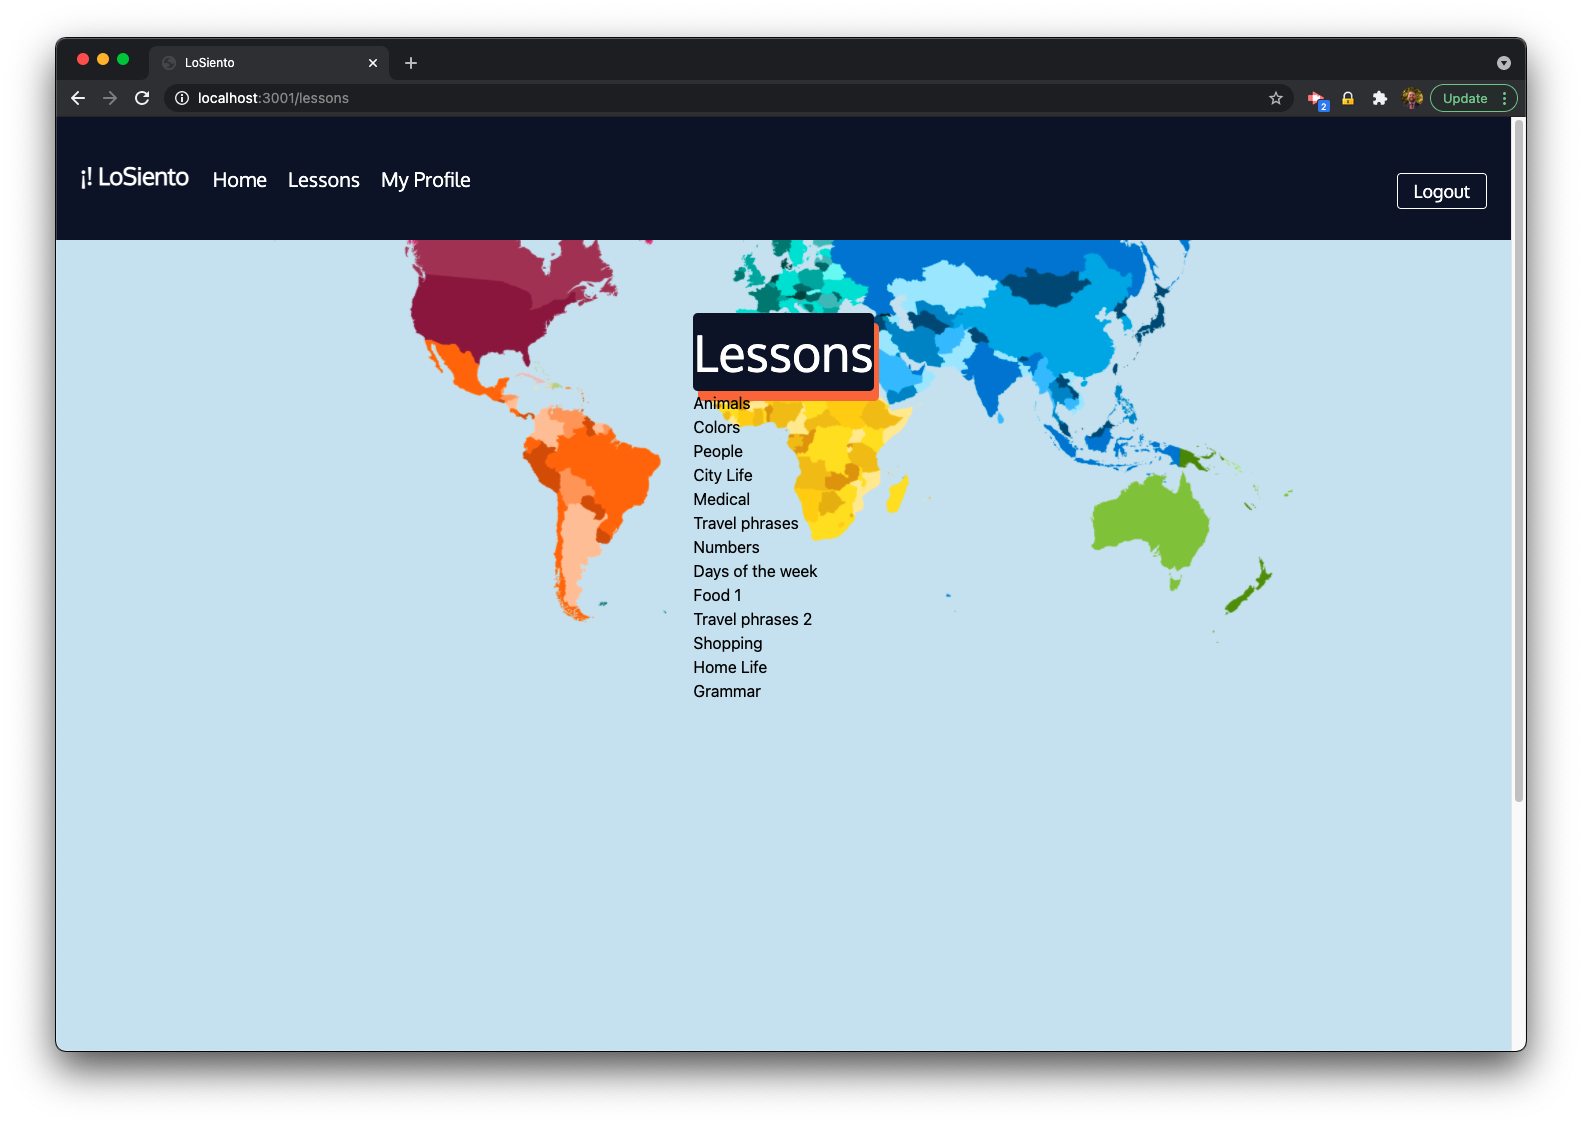 LoSiento
localhost:3001/lessons
2
Update
¡! LoSiento Home Lessons My Profile
Logout
Lessons
Animals
Colors
People
City Life
Medical
Travel phrases
Numbers
Days of the week
Food 1
Travel phrases 2
Shopping
Home Life
Grammar